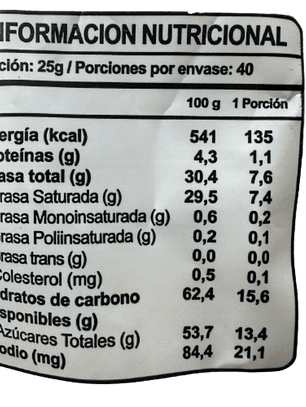 NFORMACION NUTRICIONAL
ción: 25g / Porciones por envase: 40
100 g 1 Porción
ergía (kcal) 541 135
oteínas (g) 4,3 1,1
asa total (g) 30,4 7,6
rasa Saturada (g) 29,5 7,4
rasa Monoinsaturada (g) 0,6 0,2
rasa Poliinsaturada (g) 0,2 0,1
rasa trans (g) 0,0 0,0
olesterol (mg) 0,5 0,1
dratos de carbono 62,4 15,6
sponibles (g)
Azúcares Totales (g) 53,7 13,4
odio (mg) 84,4 21,1